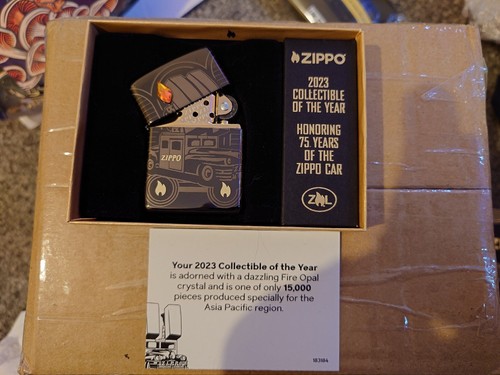 ZIPPO
2023
COLLECTIBLE
OF THE YEAR
HONORING
75 YEARS
OF THE
ZIPPO CAR
ZIPPO
Your 2023 Collectible of the Year
is adorned with a dazzling Fire Opal
crystal and is one of only 15,000
pieces produced specially for the
Asia Pacific region.